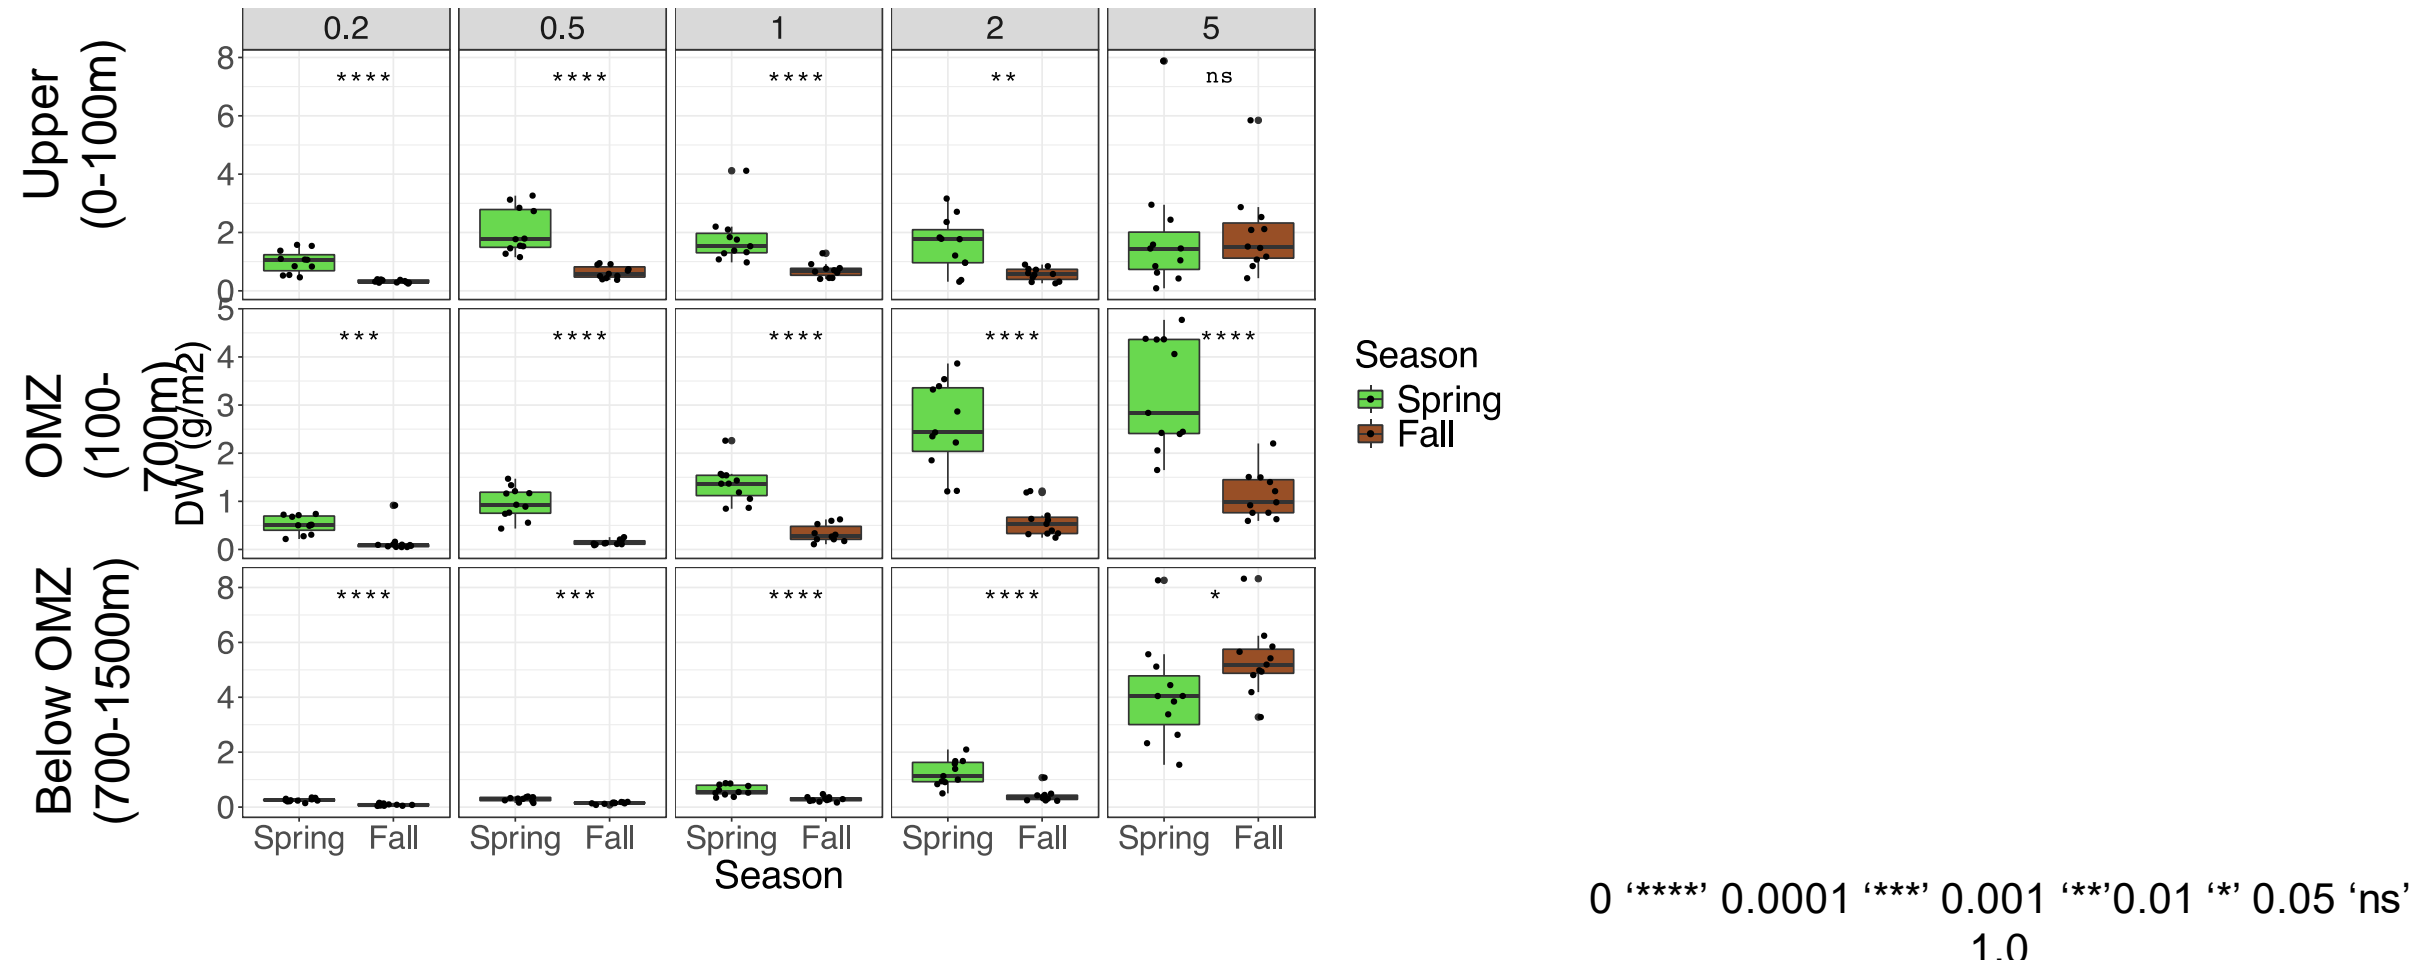 0.2 0.5 1 2 5
Upper
(0-100m)
8
6
4
2
0
**** **** **** ** ns
OMZ
(100-
700m)
DW (g/m2)
5
4
3
2
1
0
*** **** **** **** ****
Below OMZ
(700-1500m)
8
6
4
2
0
**** *** **** **** *
Spring Fall Spring Fall Spring Fall Spring Fall Spring Fall
Season
Season
Spring
Fall
0 ‘****’ 0.0001 ‘***’ 0.001 ‘**’0.01 ‘*’ 0.05 ‘ns’
1.0